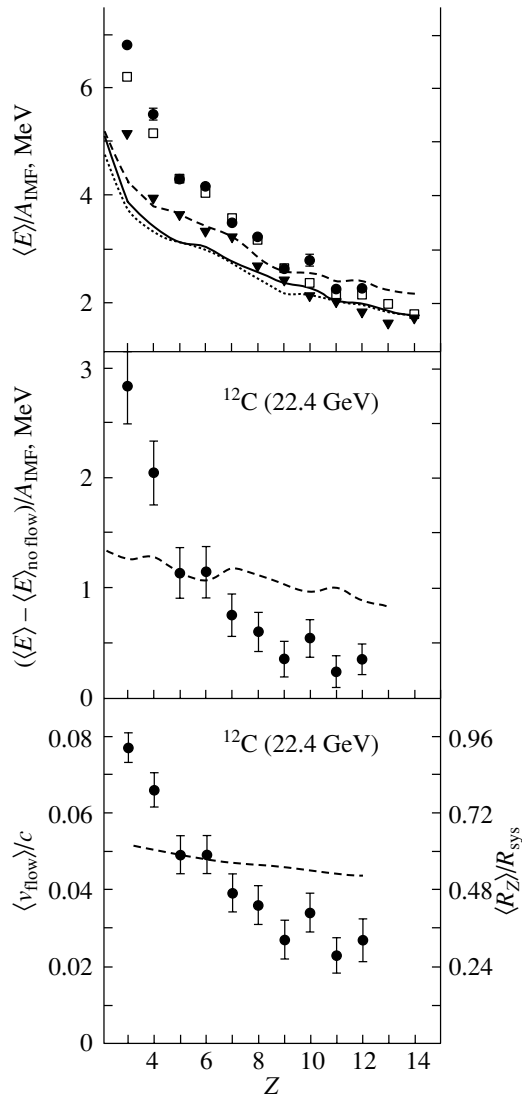 6
4
2
⟨E⟩/A_IMF, MeV
3
2
1
0
(⟨E⟩ – ⟨E⟩_no flow)/A_IMF, MeV
¹²C (22.4 GeV)
0.08
0.06
0.04
0.02
0
⟨v_flow⟩/c
¹²C (22.4 GeV)
0.96
0.72
0.48
0.24
⟨R_Z⟩/R_sys
4 6 8 10 12 14
Z